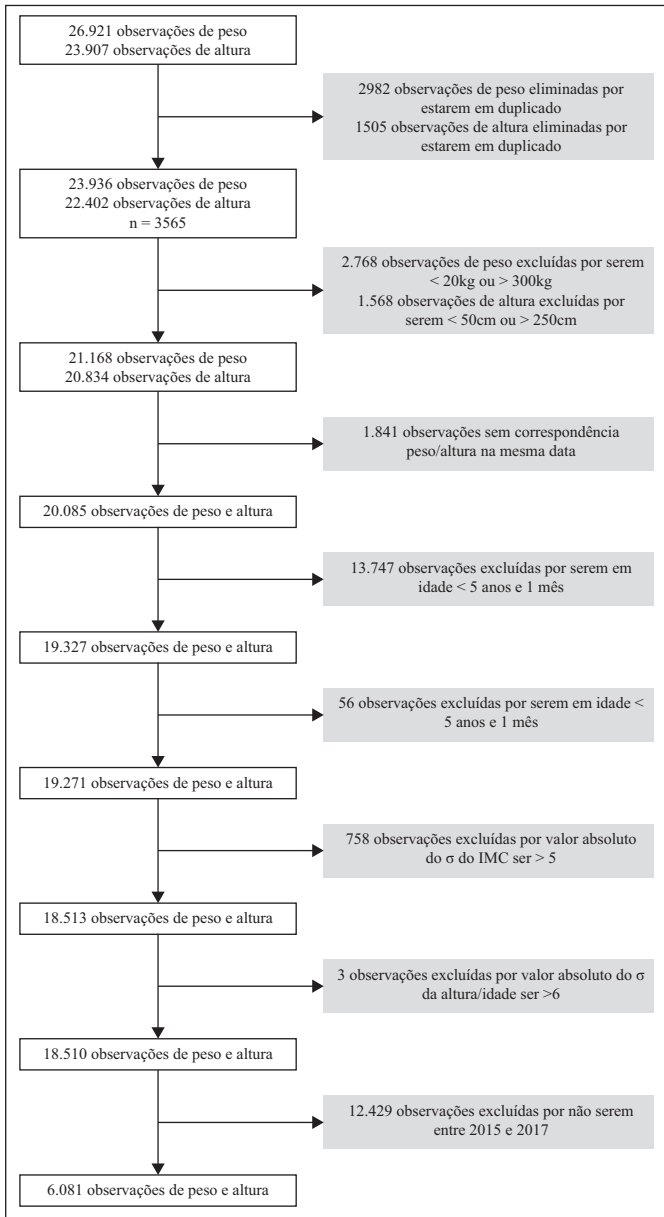 26.921 observações de peso
23.907 observações de altura
2982 observações de peso eliminadas por
estarem em duplicado
1505 observações de altura eliminadas por
estarem em duplicado
23.936 observações de peso
22.402 observações de altura
n = 3565
2.768 observações de peso excluídas por serem
< 20kg ou > 300kg
1.568 observações de altura excluídas por
serem < 50cm ou > 250cm
21.168 observações de peso
20.834 observações de altura
1.841 observações sem correspondência
peso/altura na mesma data
20.085 observações de peso e altura
13.747 observações excluídas por serem em
idade < 5 anos e 1 mês
19.327 observações de peso e altura
56 observações excluídas por serem em idade <
5 anos e 1 mês
19.271 observações de peso e altura
758 observações excluídas por valor absoluto
do σ do IMC ser > 5
18.513 observações de peso e altura
3 observações excluídas por valor absoluto do σ
da altura/idade ser >6
18.510 observações de peso e altura
12.429 observações excluídas por não serem
entre 2015 e 2017
6.081 observações de peso e altura